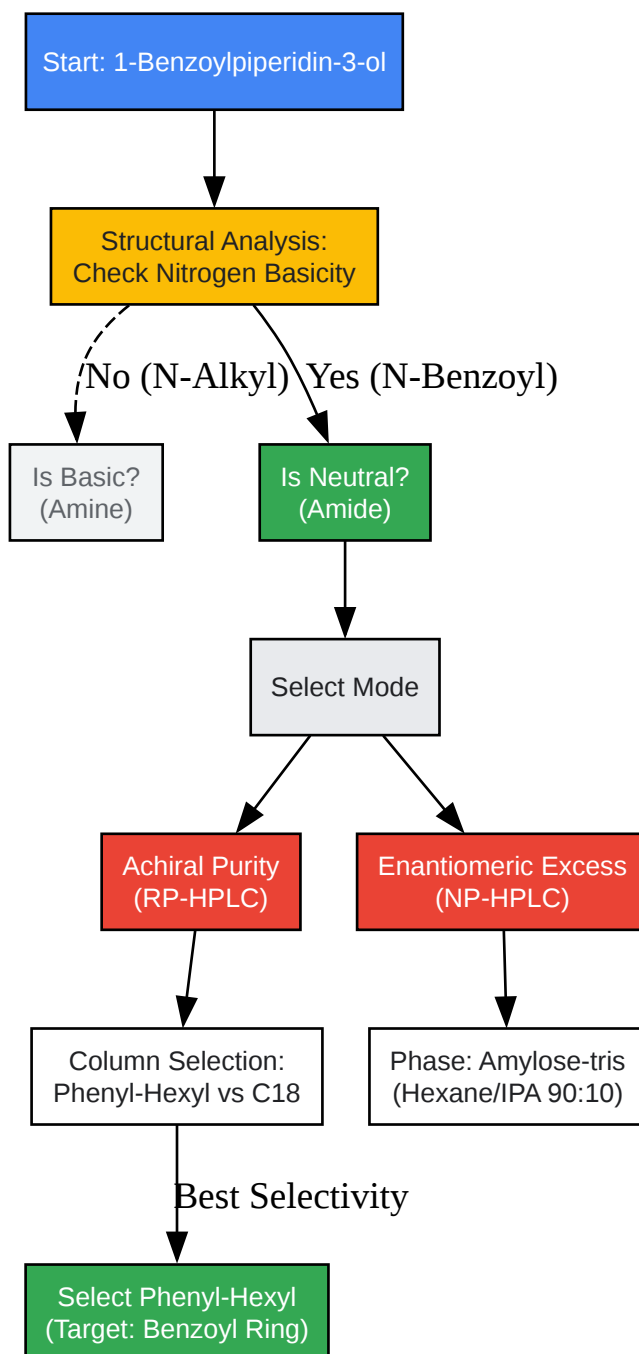 Start: 1-Benzoylpiperidin-3-ol
Structural Analysis:
Check Nitrogen Basicity
No (N-Alkyl)
Yes (N-Benzoyl)
Is Basic?
(Amine)
Is Neutral?
(Amide)
Select Mode
Achiral Purity
(RP-HPLC)
Enantiomeric Excess
(NP-HPLC)
Column Selection:
Phenyl-Hexyl vs C18
Phase: Amylose-tris
(Hexane/IPA 90:10)
Best Selectivity
Select Phenyl-Hexyl
(Target: Benzoyl Ring)